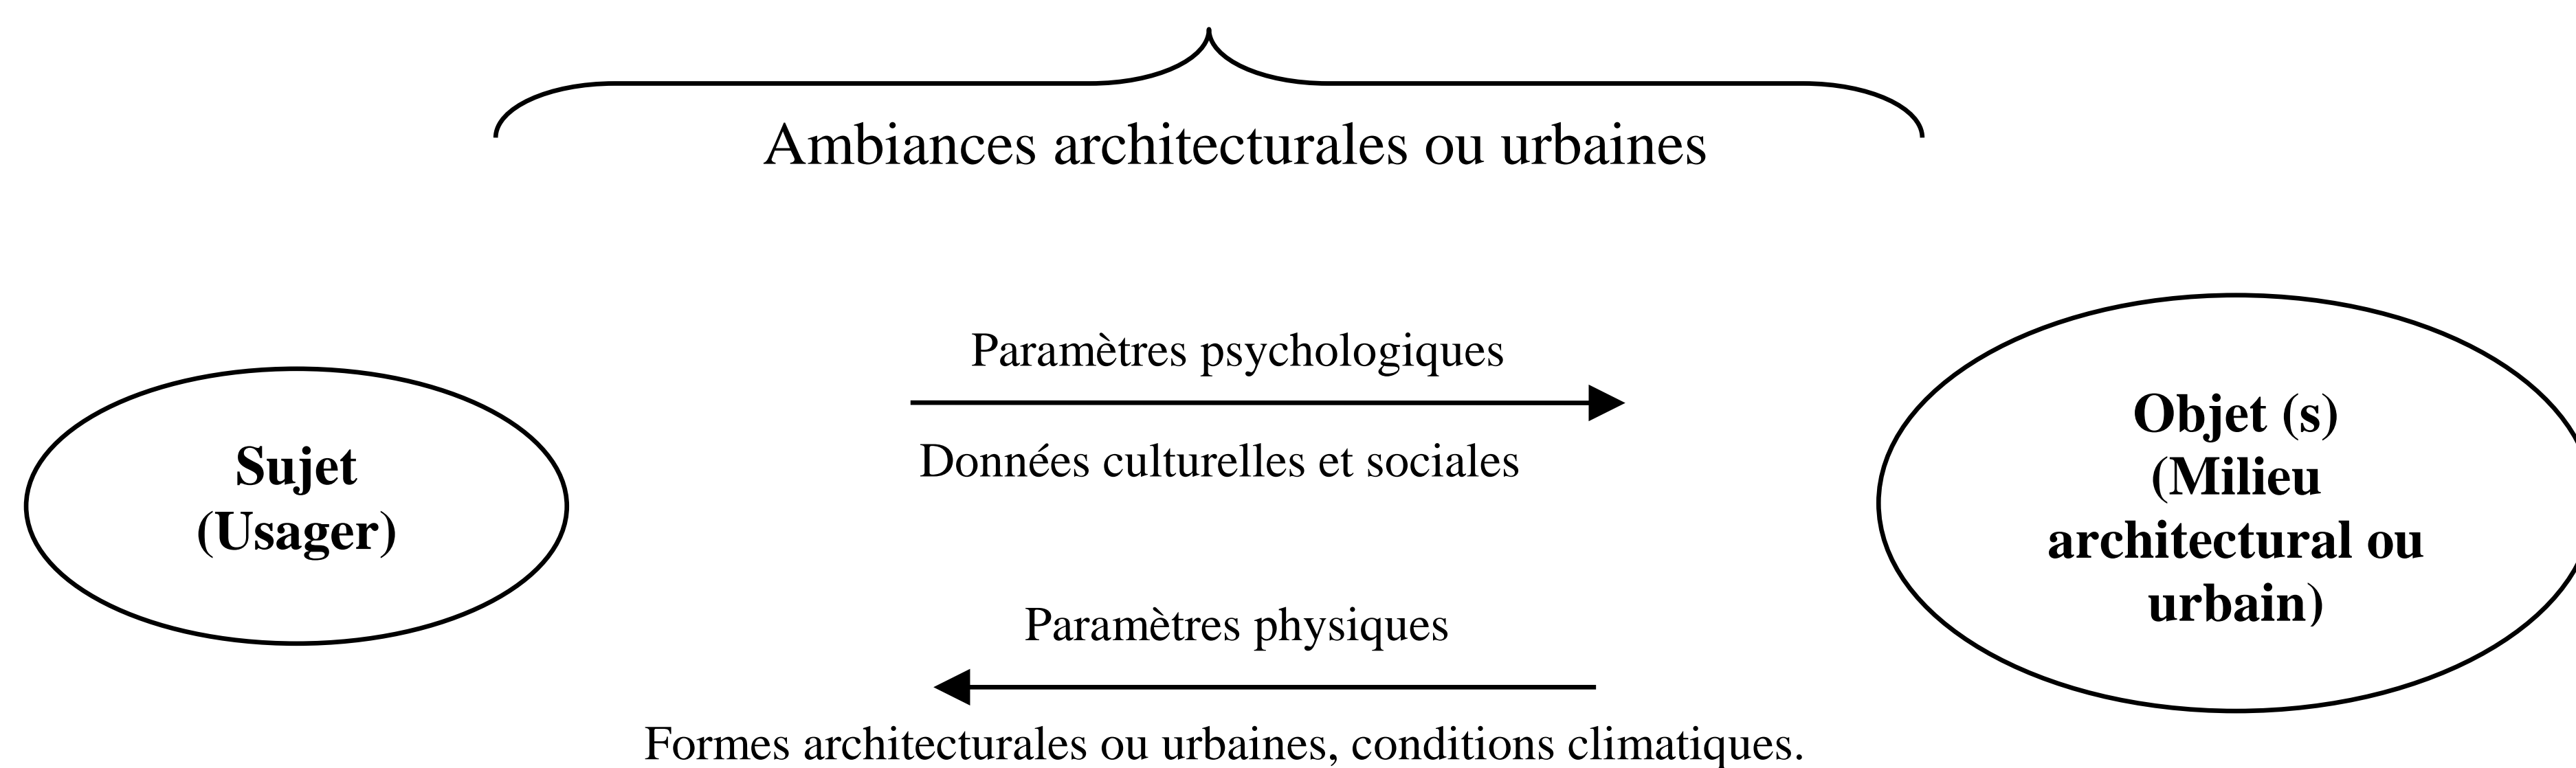 Ambiances architecturales ou urbaines
Paramètres psychologiques
Données culturelles et sociales
Sujet
(Usager)
Objet (s)
(Milieu
architectural ou
urbain)
Paramètres physiques
Formes architecturales ou urbaines, conditions climatiques.